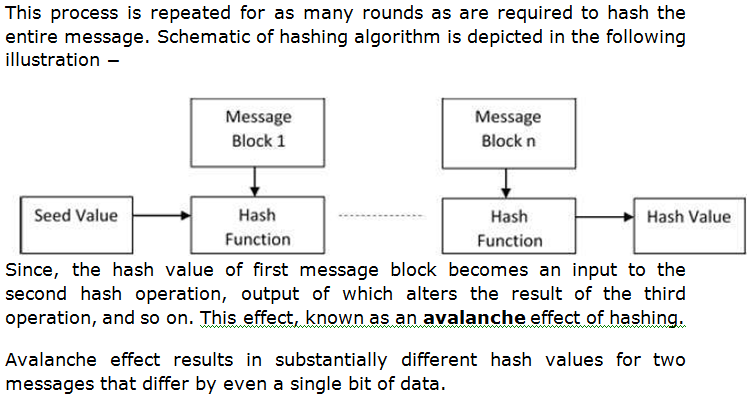 This process is repeated for as many rounds as are required to hash the
entire message. Schematic of hashing algorithm is depicted in the following
illustration −
Message
Block 1
Message
Block n
Seed Value
Hash
Function
Hash
Function
Hash Value
Since, the hash value of first message block becomes an input to the
second hash operation, output of which alters the result of the third
operation, and so on. This effect, known as an avalanche effect of hashing.
Avalanche effect results in substantially different hash values for two
messages that differ by even a single bit of data.